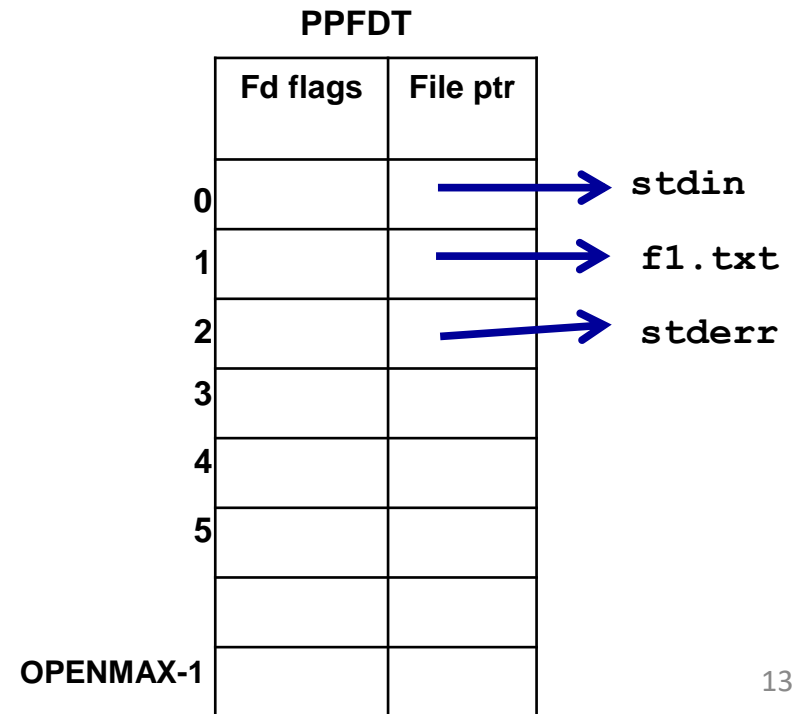 PPFDT
Fd flags File ptr
0 stdin
1 f1.txt
2 stderr
3
4
5
OPENMAX-1
13